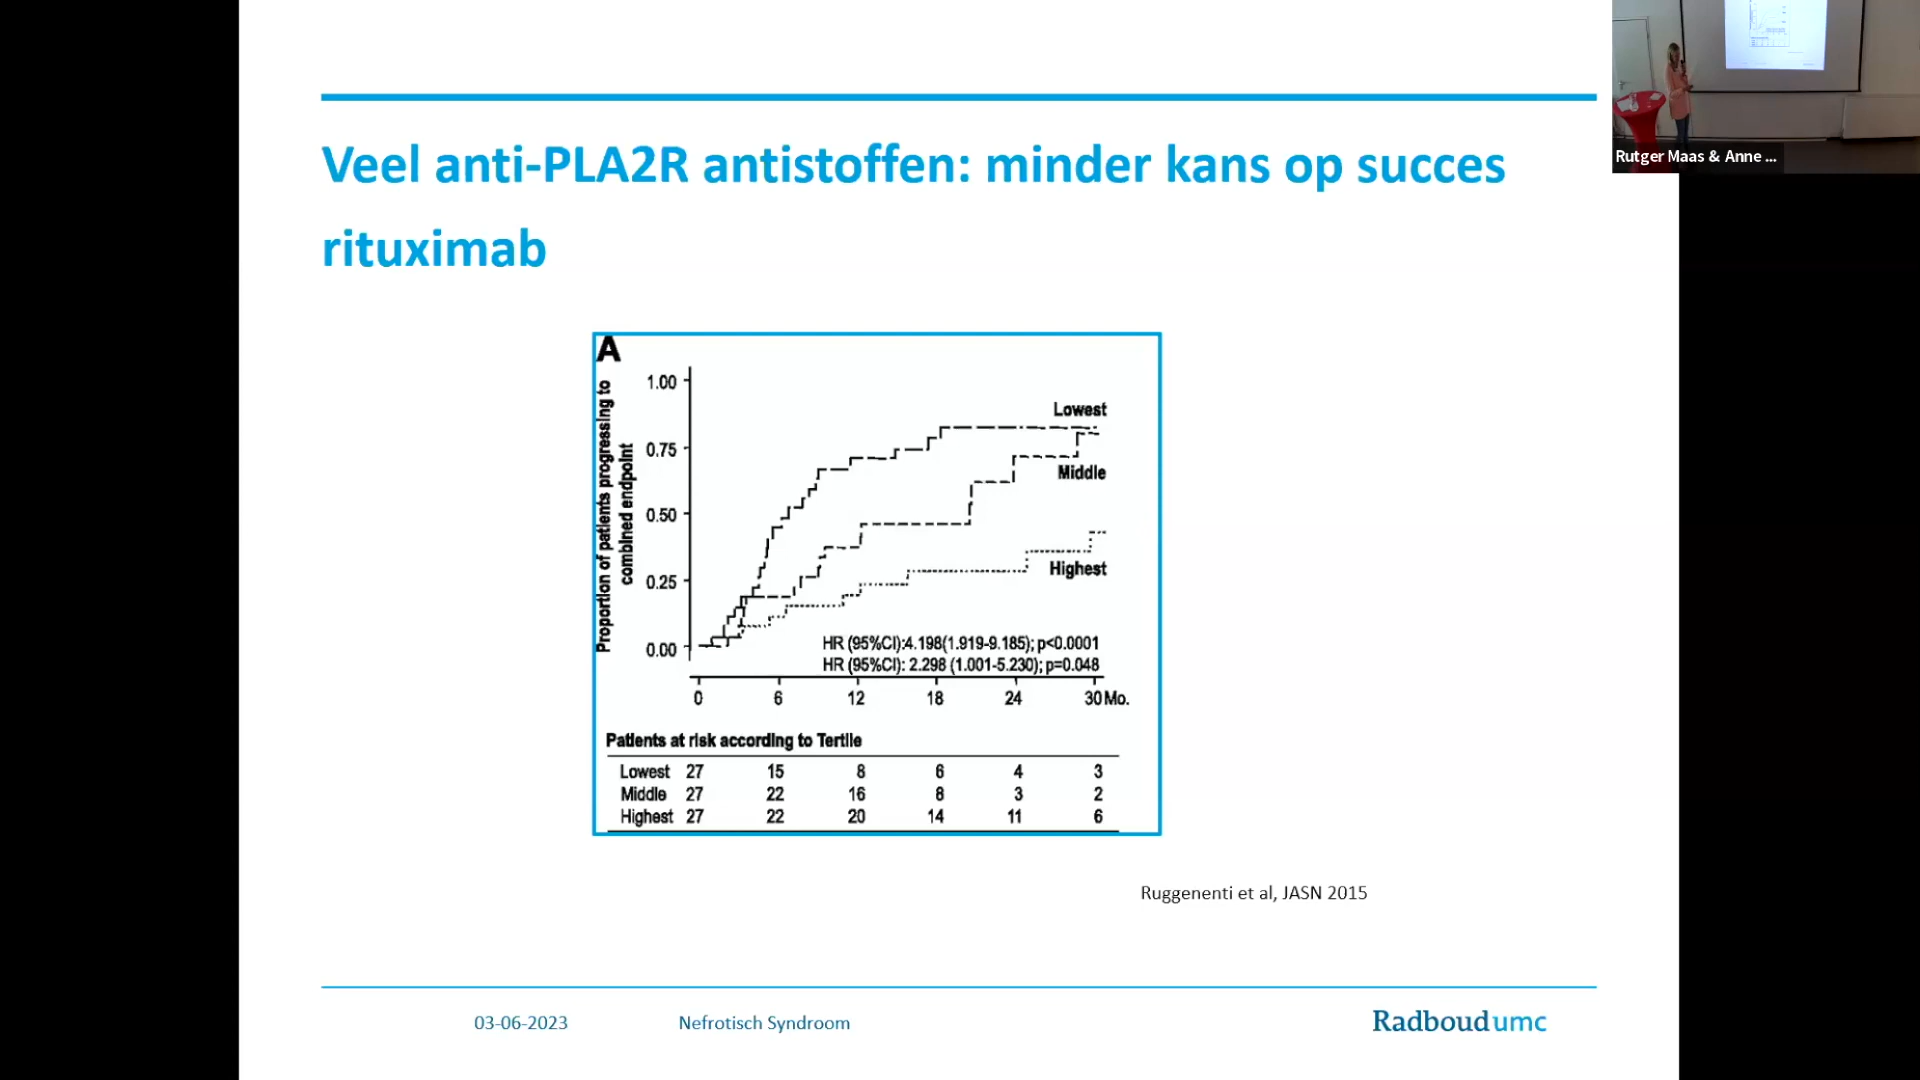 Rutger Maas & Anne ...
Veel anti-PLA2R antistoffen: minder kans op succes
rituximab
A
Proportion of patients progressing to
combined endpoint
1.00
0.75
0.50
0.25
0.00
Lowest
Middle
Highest
HR (95%CI):4.198(1.919-9.185); p<0.0001
HR (95%CI): 2.298 (1.001-5.230); p=0.048
0 6 12 18 24 30 Mo.
Patients at risk according to Tertile
Lowest 27 15 8 6 4 3
Middle 27 22 16 8 3 2
Highest 27 22 20 14 11 6
Ruggenenti et al, JASN 2015
03-06-2023 Nefrotisch Syndroom Radboudumc